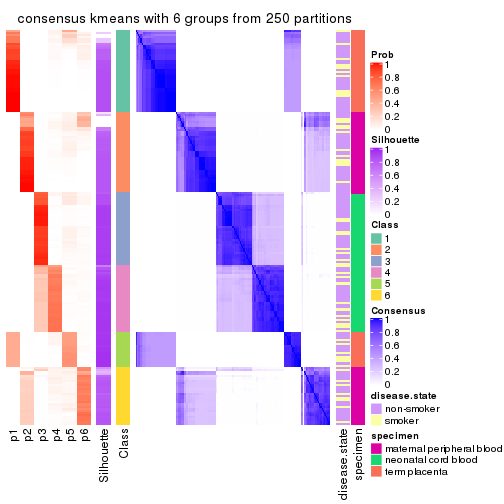 consensus kmeans with 6 groups from 250 partitions
Prob
1
0.8
0.6
0.4
0.2
0
Silhouette
1
0.8
0.6
0.4
0.2
0
Class
1
2
3
4
5
6
Consensus
1
0.8
0.6
0.4
0.2
0
disease.state
non-smoker
smoker
specimen
maternal peripheral blood
neonatal cord blood
term placenta
p1
p2
p3
p4
p5
p6
Silhouette
Class
disease.state
specimen